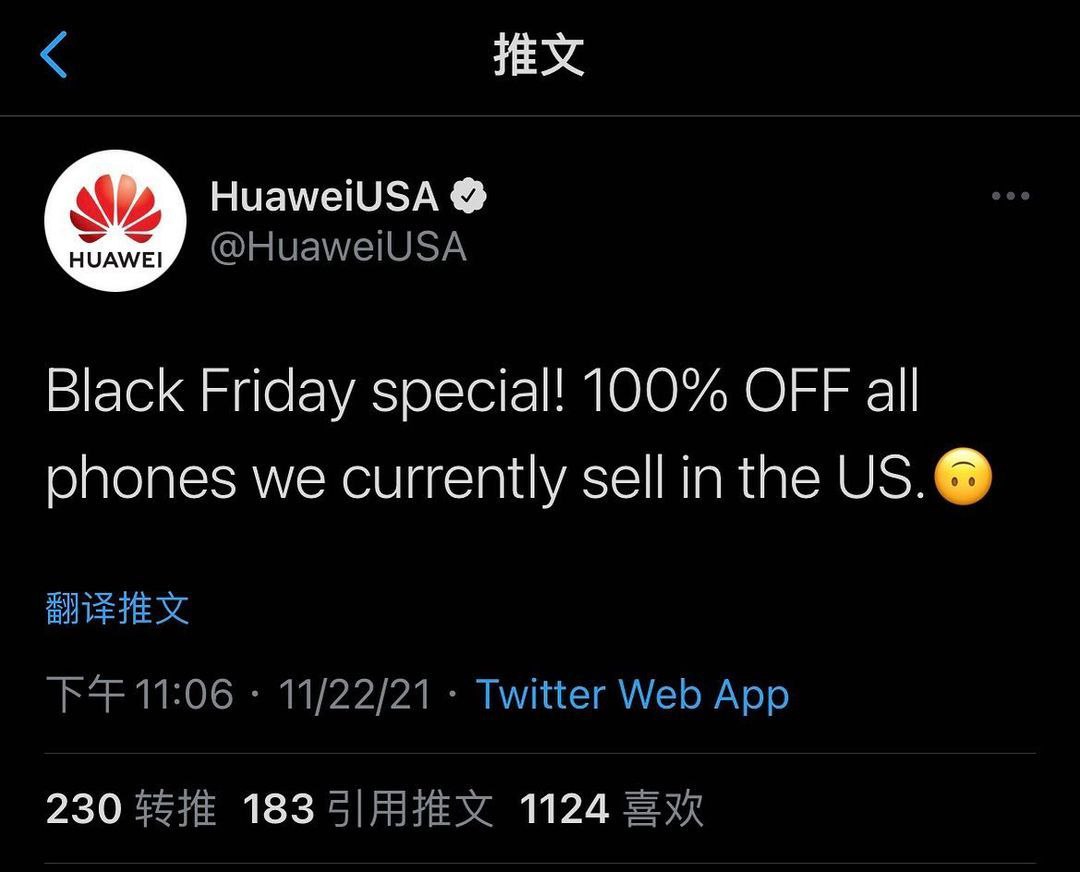 推文
HuaweiUSA
@HuaweiUSA
HUAWEI
Black Friday special! 100% OFF all
phones we currently sell in the US.🙃
翻译推文
下午 11:06 · 11/22/21 · Twitter Web App
230 转推 183 引用推文 1124 喜欢